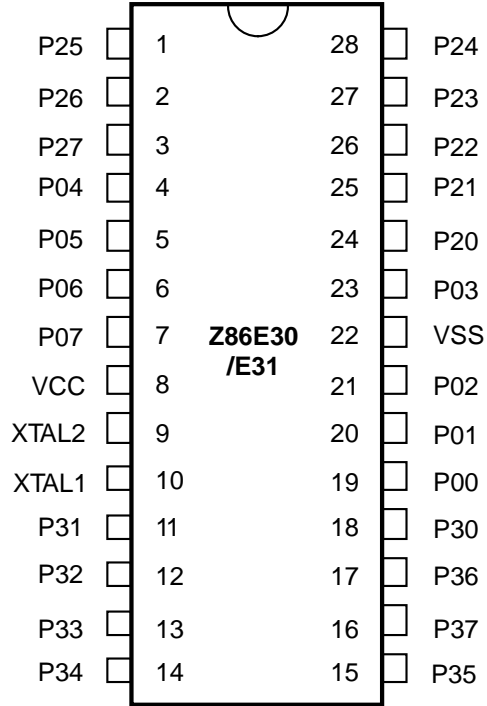 P25 1 28 P24
P26 2 27 P23
P27 3 26 P22
P04 4 25 P21
P05 5 24 P20
P06 6 23 P03
P07 7 Z86E30 22 VSS
/E31
VCC 8 21 P02
XTAL2 9 20 P01
XTAL1 10 19 P00
P31 11 18 P30
P32 12 17 P36
P33 13 16 P37
P34 14 15 P35